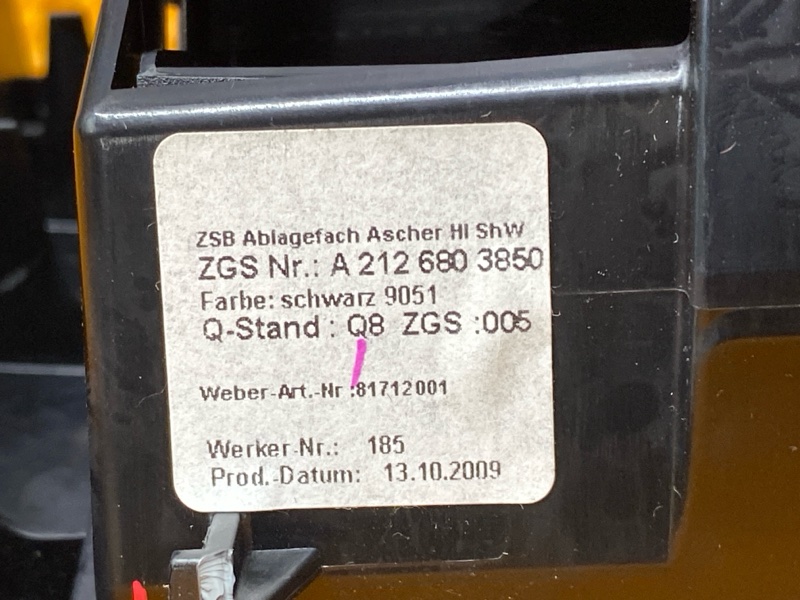 ZSB Ablagefach Ascher HI ShW
ZGS Nr.: A 212 680 3850
Farbe: schwarz 9051
Q-Stand : Q8 ZGS :005
Weber-Art.-Nr :81712001
Werker-Nr.: 185
Prod.-Datum: 13.10.2009